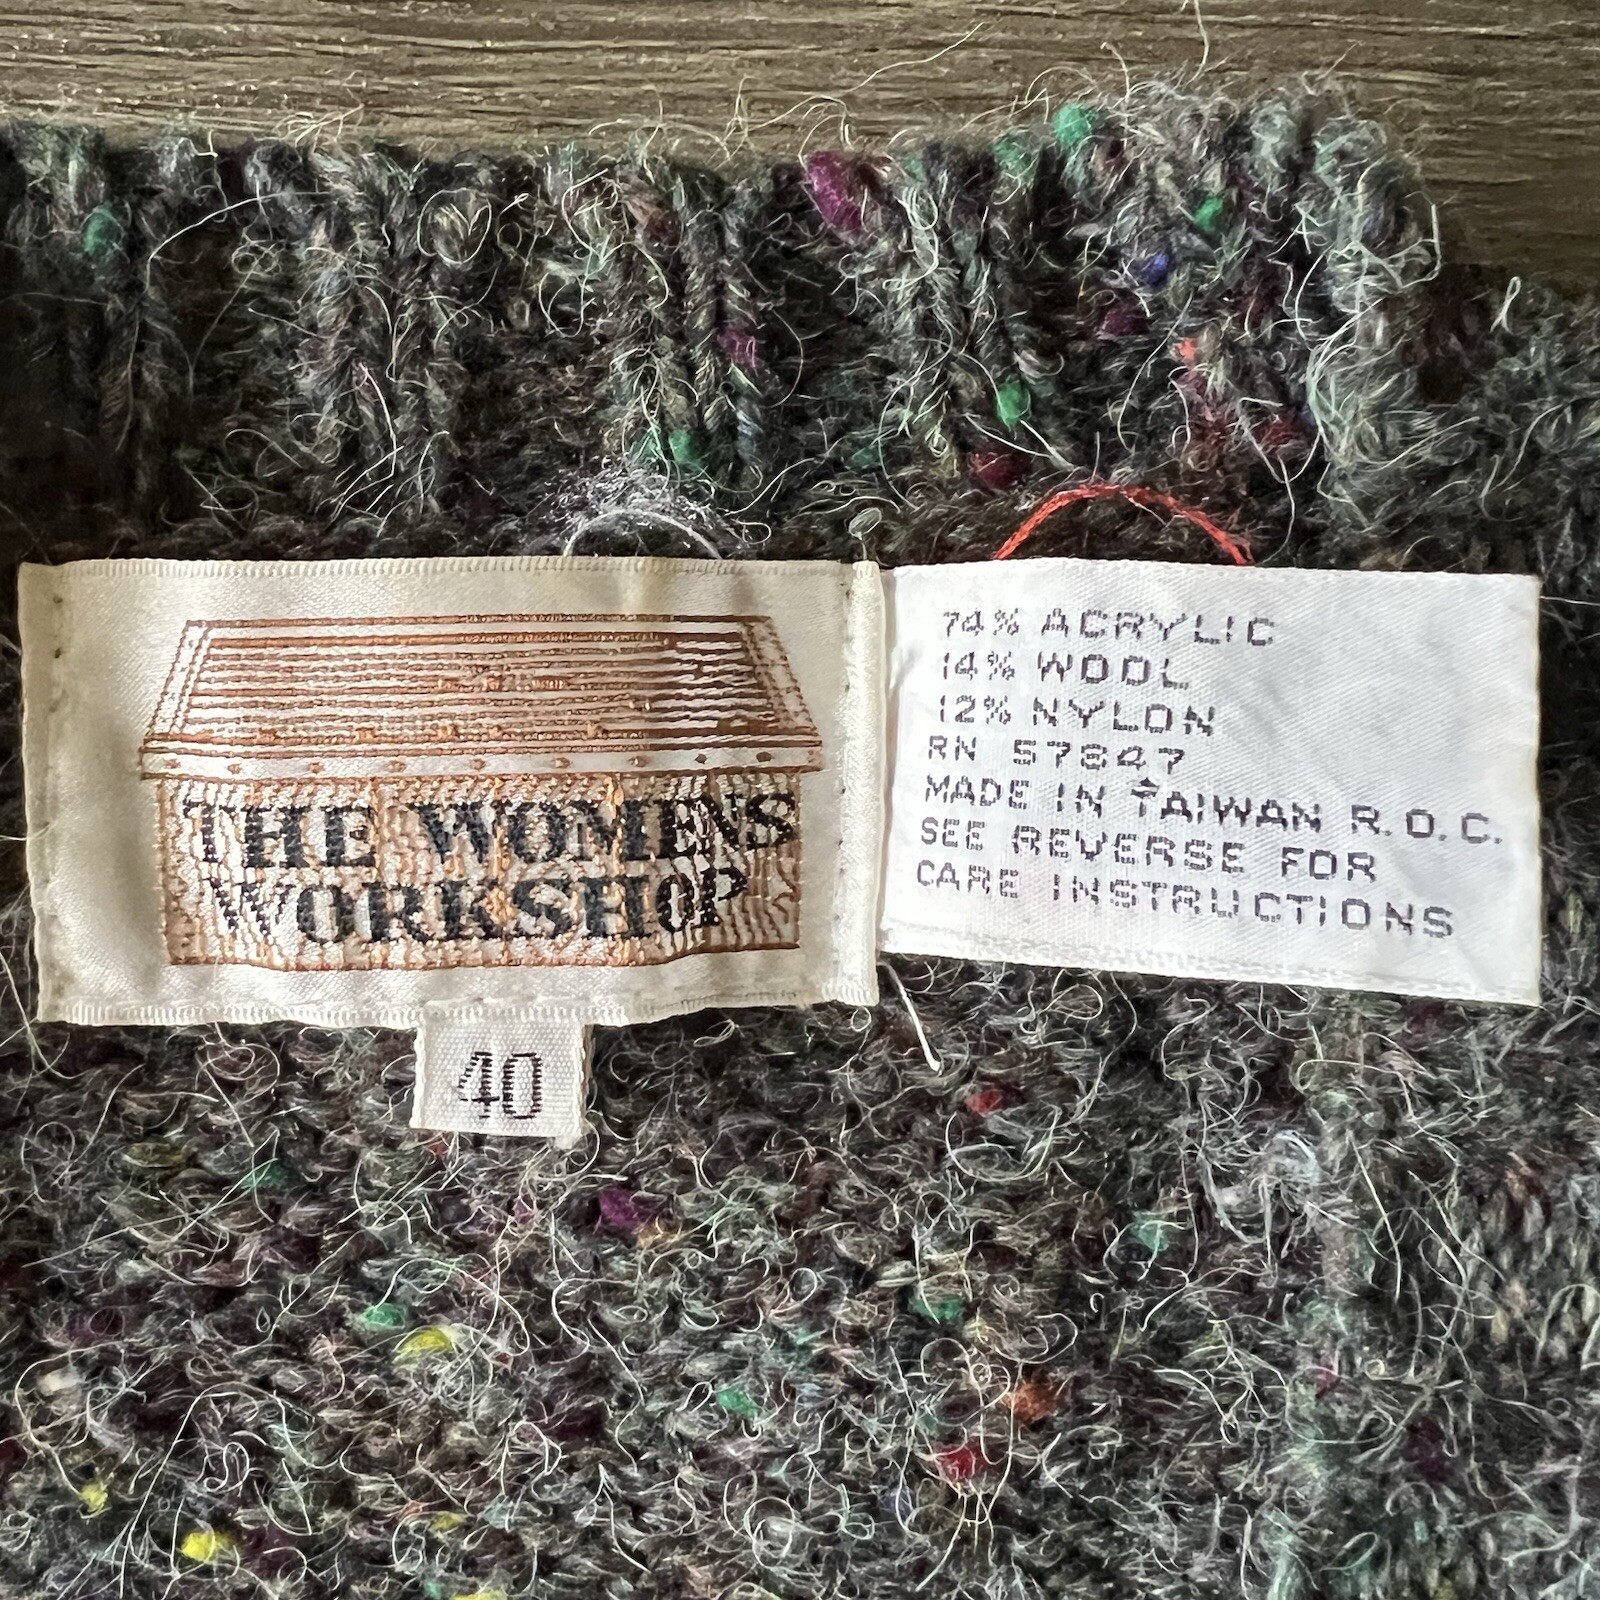 THE WOMENS
WORKSHOP
40
74% ACRYLIC
14% WOOL
12% NYLON
RN 57847
MADE IN TAIWAN R.O.C.
SEE REVERSE FOR
CARE INSTRUCTIONS